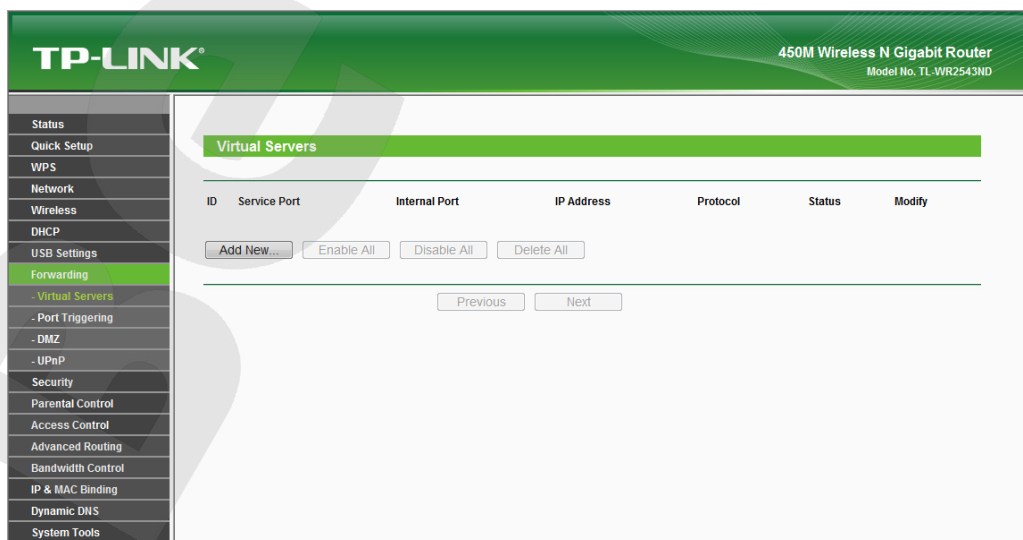 TP-LINK®
450M Wireless N Gigabit Router
Model No. TL-WR2543ND
Status
Quick Setup
WPS
Network
Wireless
DHCP
USB Settings
Forwarding
- Virtual Servers
- Port Triggering
- DMZ
- UPnP
Security
Parental Control
Access Control
Advanced Routing
Bandwidth Control
IP & MAC Binding
Dynamic DNS
System Tools
Virtual Servers
ID Service Port Internal Port IP Address Protocol Status Modify
Add New... Enable All Disable All Delete All
Previous Next